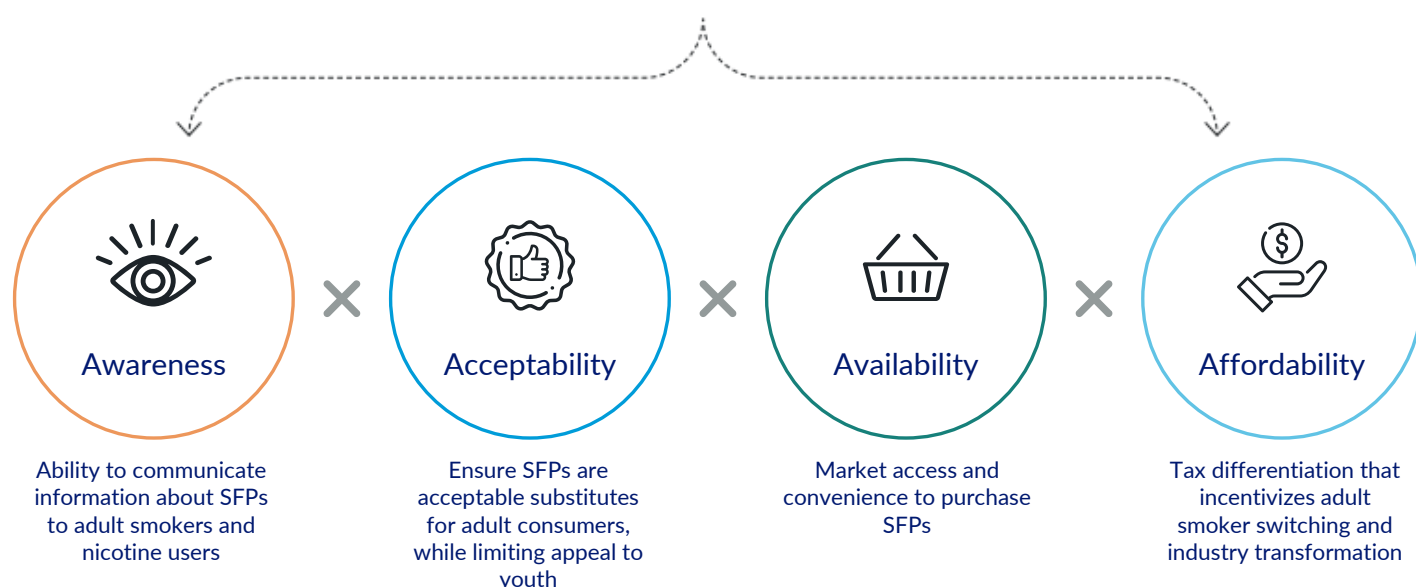 Awareness
Acceptability
Availability
Affordability
Ability to communicate
information about SFPs
to adult smokers and
nicotine users
Ensure SFPs are
acceptable substitutes
for adult consumers,
while limiting appeal to
youth
Market access and
convenience to purchase
SFPs
Tax differentiation that
incentivizes adult
smoker switching and
industry transformation